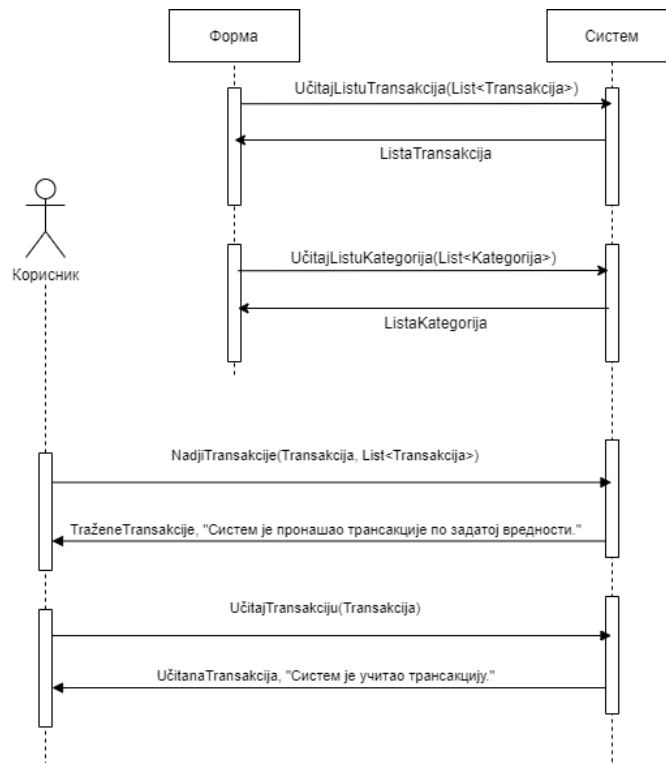 Форма
Систем
UčitajListuTransakcija(List<Transakcija>)
ListaTransakcija
Корисник
UčitajListuKategorija(List<Kategorija>)
ListaKategorija
NadjiTransakcije(Transakcija, List<Transakcija>)
TraženeTransakcije, "Систем је пронашао трансакције по задатој вредности."
UčitajTransakciju(Transakcija)
UčitanaTransakcija, "Систем је учитао трансакцију."